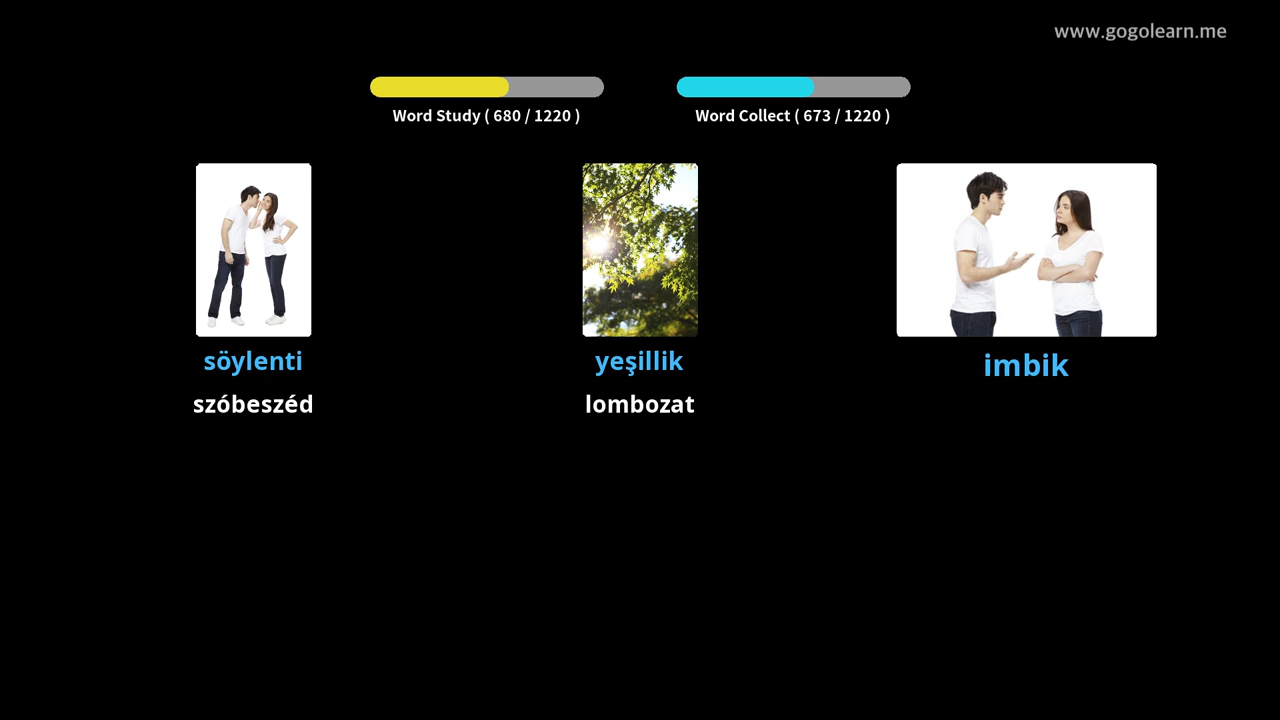 www.gogolearn.me
Word Study ( 680 / 1220 )
Word Collect ( 673 / 1220 )
söylenti
yeşillik
imbik
szóbeszéd
lombozat